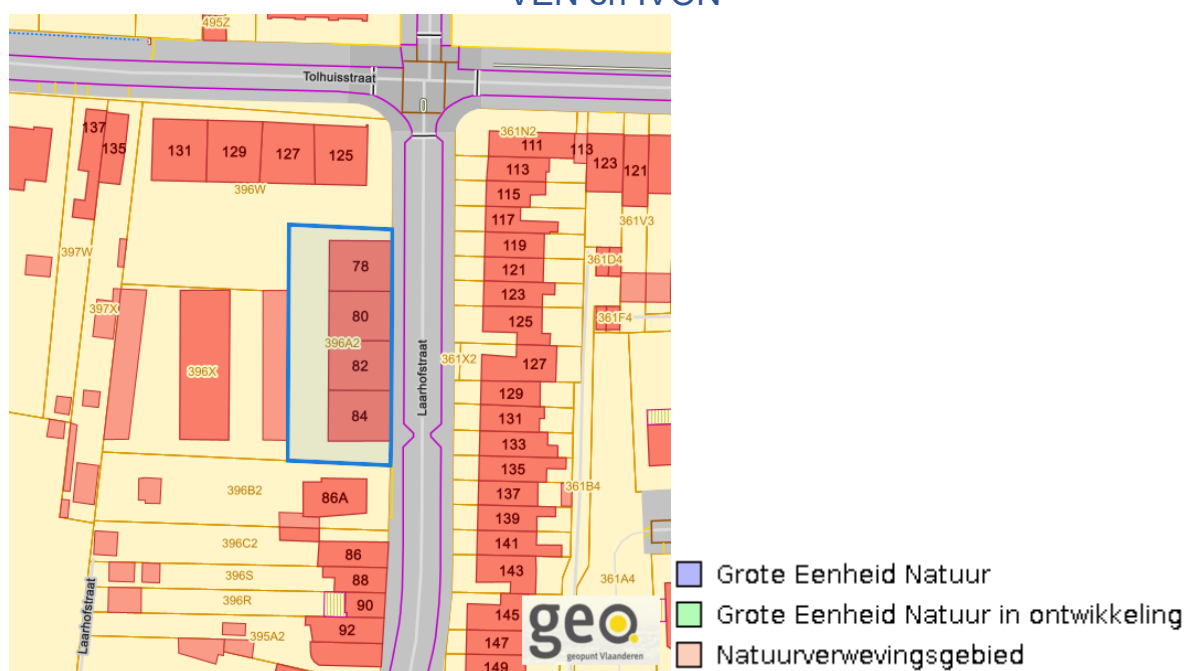 VEN en IVON
495Z
Tolhuisstraat
137
135
131 129 127 125
396W
361N2
111 113
123 121
113
115
117
361V3
119
397W
361D4
78
121
123
397X
80
361F4
125
396A2
Laarhofstraat
361X2
127
396X
82
129
84
131
133
135
396B2
86A
137
361B4
139
396C2
141
86
143
396S
88
361A4
396R
90
145
Laarhofstraat
395A2
92
147
149
geo
geopunt Vlaanderen
Grote Eenheid Natuur
Grote Eenheid Natuur in ontwikkeling
Natuurverwevingsgebied